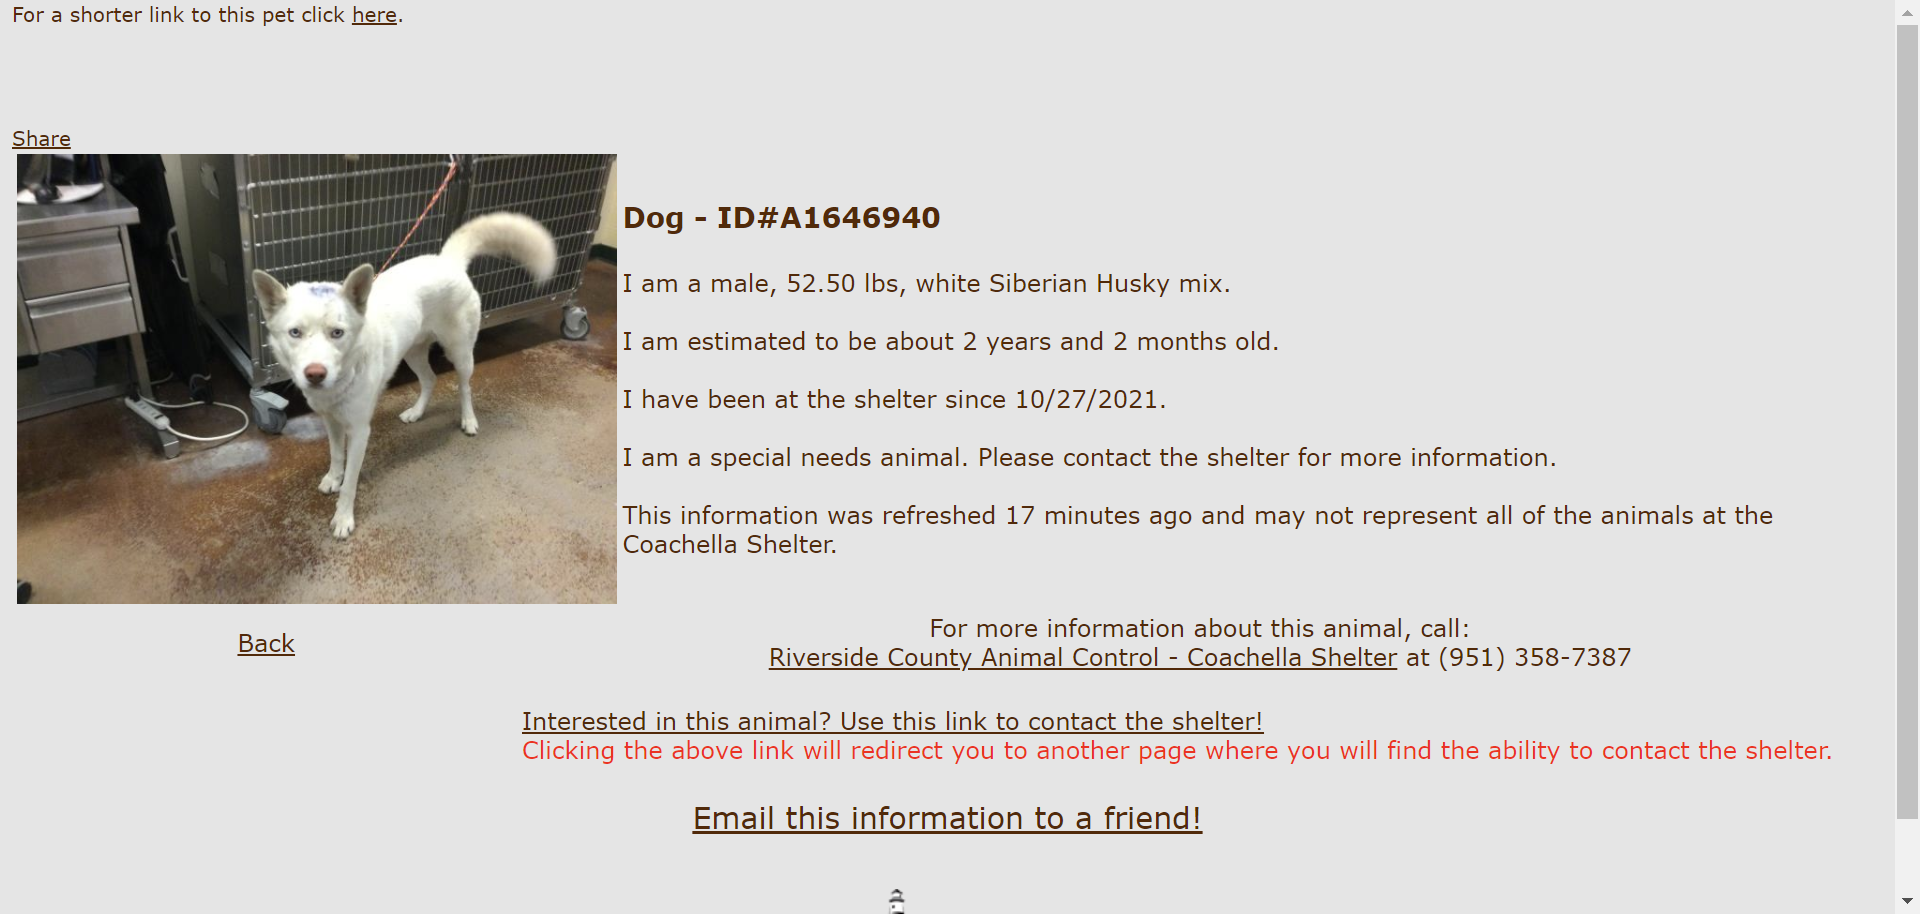 For a shorter link to this pet click here.
Share
Dog - ID#A1646940
I am a male, 52.50 lbs, white Siberian Husky mix.
I am estimated to be about 2 years and 2 months old.
I have been at the shelter since 10/27/2021.
I am a special needs animal. Please contact the shelter for more information.
This information was refreshed 17 minutes ago and may not represent all of the animals at the
Coachella Shelter.
Back
For more information about this animal, call:
Riverside County Animal Control - Coachella Shelter at (951) 358-7387
Interested in this animal? Use this link to contact the shelter!
Clicking the above link will redirect you to another page where you will find the ability to contact the shelter.
Email this information to a friend!